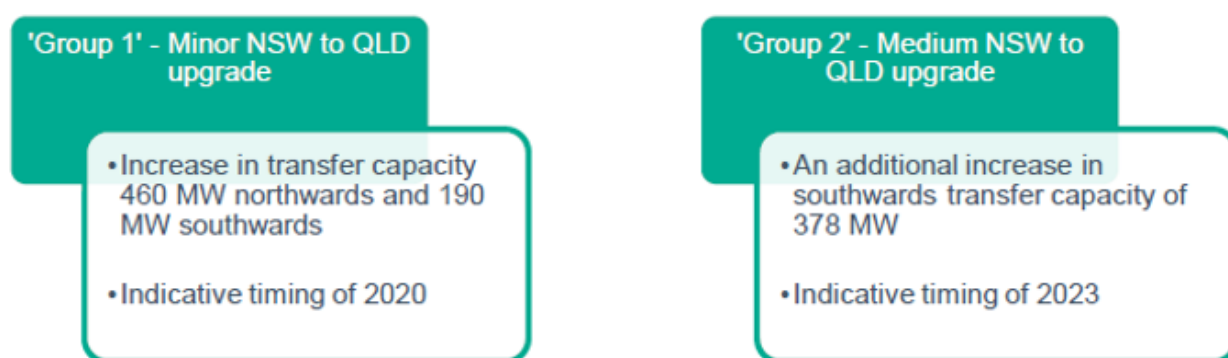 'Group 1' - Minor NSW to QLD
upgrade
•Increase in transfer capacity
460 MW northwards and 190
MW southwards
•Indicative timing of 2020
'Group 2' - Medium NSW to
QLD upgrade
•An additional increase in
southwards transfer capacity of
378 MW
•Indicative timing of 2023